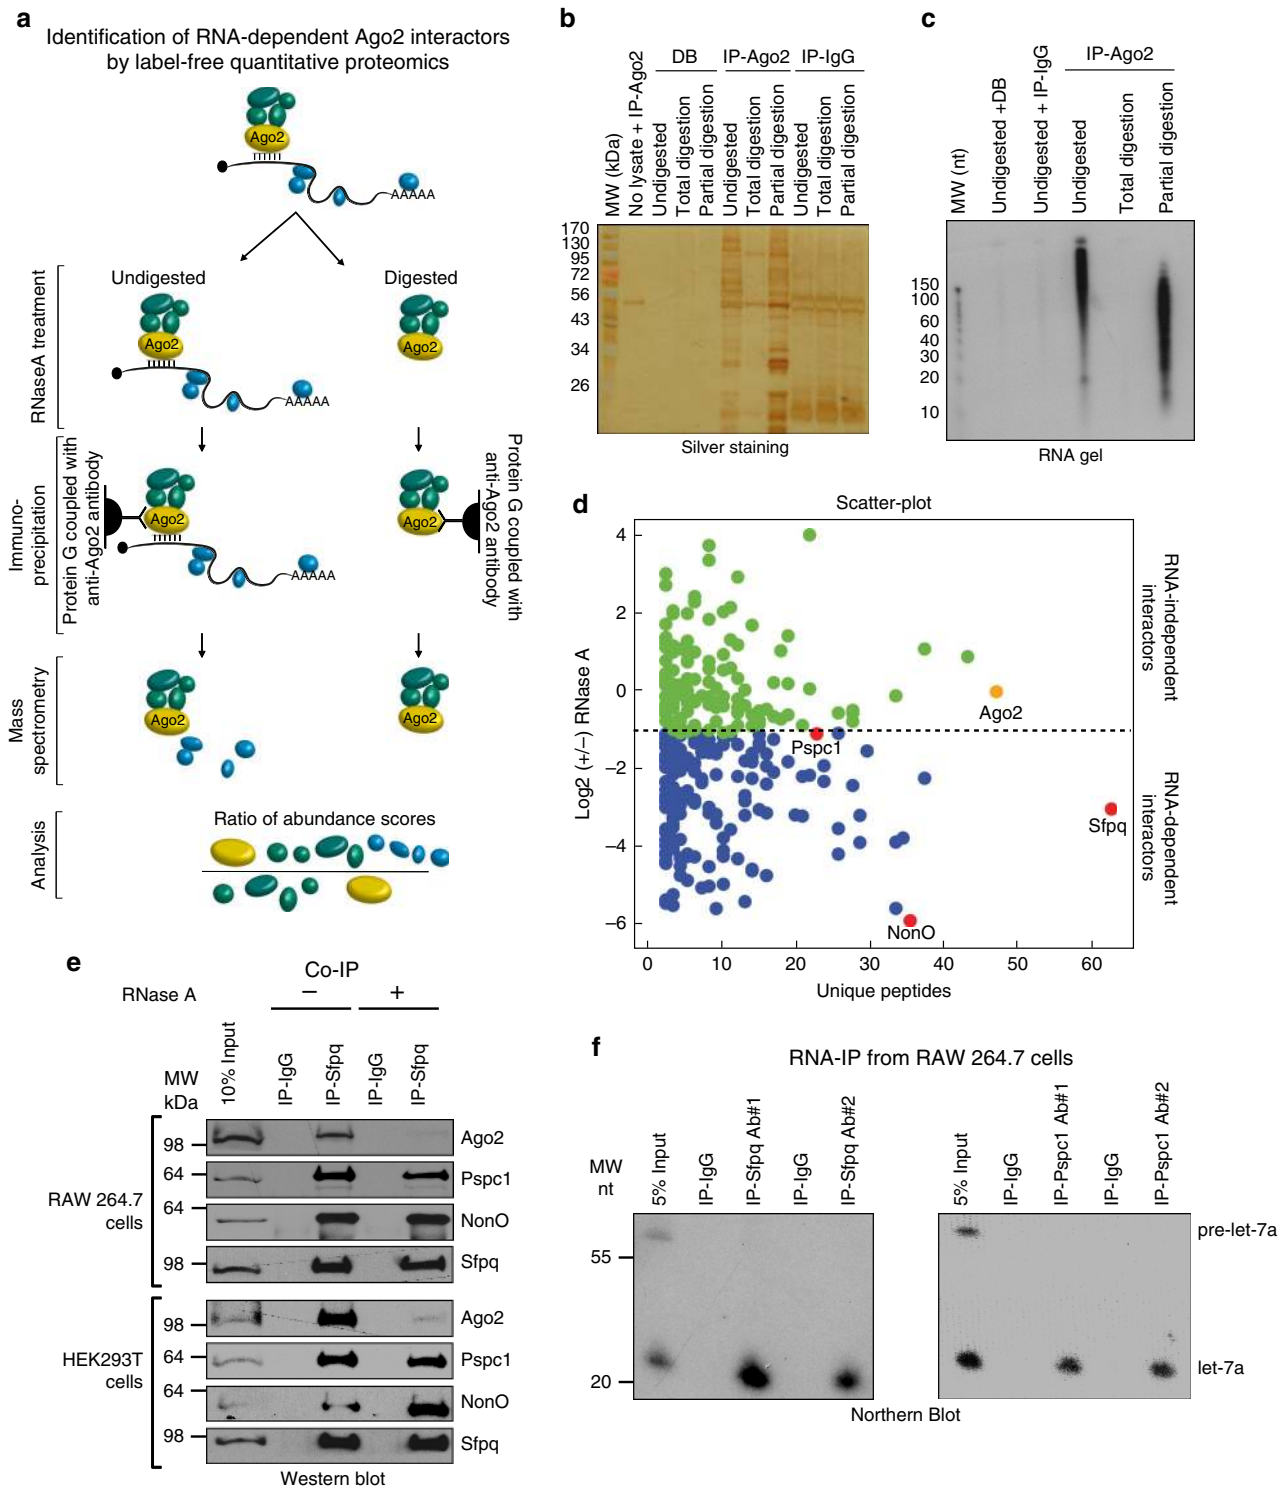 a
Identification of RNA-dependent Ago2 interactors
by label-free quantitative proteomics
Ago2
AAAAA
Undigested
Digested
RNaseA treatment
Ago2
Ago2
AAAAA
Immuno-
precipitation
Protein G coupled with
anti-Ago2 antibody
Ago2
AAAAA
Ago2
Protein G coupled with
anti-Ago2 antibody
Mass
spectrometry
Ago2
Ago2
Analysis
Ratio of abundance scores
b
DB
IP-Ago2
IP-IgG
MW (kDa)
No lysate + IP-Ago2
Undigested
Total digestion
Partial digestion
Undigested
Total digestion
Partial digestion
Undigested
Total digestion
Partial digestion
170
130
95
72
56
43
34
26
Silver staining
c
IP-Ago2
MW (nt)
Undigested +DB
Undigested + IP-IgG
Undigested
Total digestion
Partial digestion
150
100
60
40
30
20
10
RNA gel
d
Scatter-plot
Log2 (+/−) RNase A
4
2
0
−2
−4
−6
Ago2
Pspc1
Sfpq
NonO
RNA-independent
interactors
RNA-dependent
interactors
0
10
20
30
40
50
60
Unique peptides
e
Co-IP
RNase A
−
+
MW
kDa
10% Input
IP-IgG
IP-Sfpq
IP-IgG
IP-Sfpq
RAW 264.7
cells
98
Ago2
64
Pspc1
64
NonO
98
Sfpq
HEK293T
cells
98
Ago2
64
Pspc1
64
NonO
98
Sfpq
Western blot
f
RNA-IP from RAW 264.7 cells
MW
nt
5% Input
IP-IgG
IP-Sfpq Ab#1
IP-IgG
IP-Sfpq Ab#2
5% Input
IP-IgG
IP-Pspc1 Ab#1
IP-IgG
IP-Pspc1 Ab#2
55
20
pre-let-7a
let-7a
Northern Blot